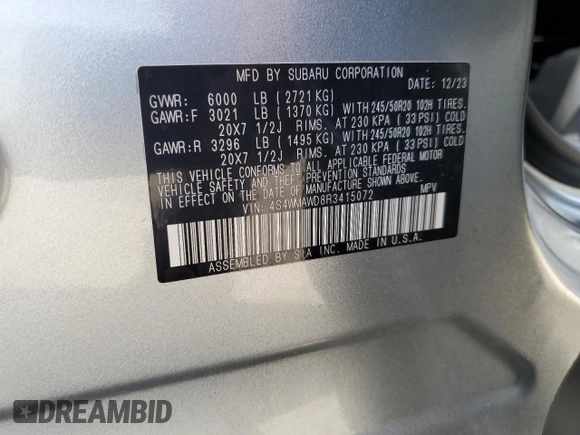 MFD BY SUBARU CORPORATION
DATE: 12/23
GVWR: 6000 LB ( 2721 KG)
GAWR:F 3021 LB ( 1370 KG) WITH 245/50R20 102H TIRES.
20X7 1/2J RIMS. AT 230 KPA ( 33 PSI) COLD
GAWR:R 3296 LB ( 1495 KG) WITH 245/50R20 102H TIRES.
20X7 1/2J RIMS. AT 230 KPA ( 33 PSI) COLD
THIS VEHICLE CONFORMS TO ALL APPLICABLE FEDERAL MOTOR
VEHICLE SAFETY AND THEFT PREVENTION STANDARDS IN
EFFECT ON THE DATE OF MANUFACTURE SHOWN ABOVE.
VIN: 4S4WMAWD8R3415072 MPV
ASSEMBLED BY S I A INC. MADE IN U.S.A.
DREAMBID